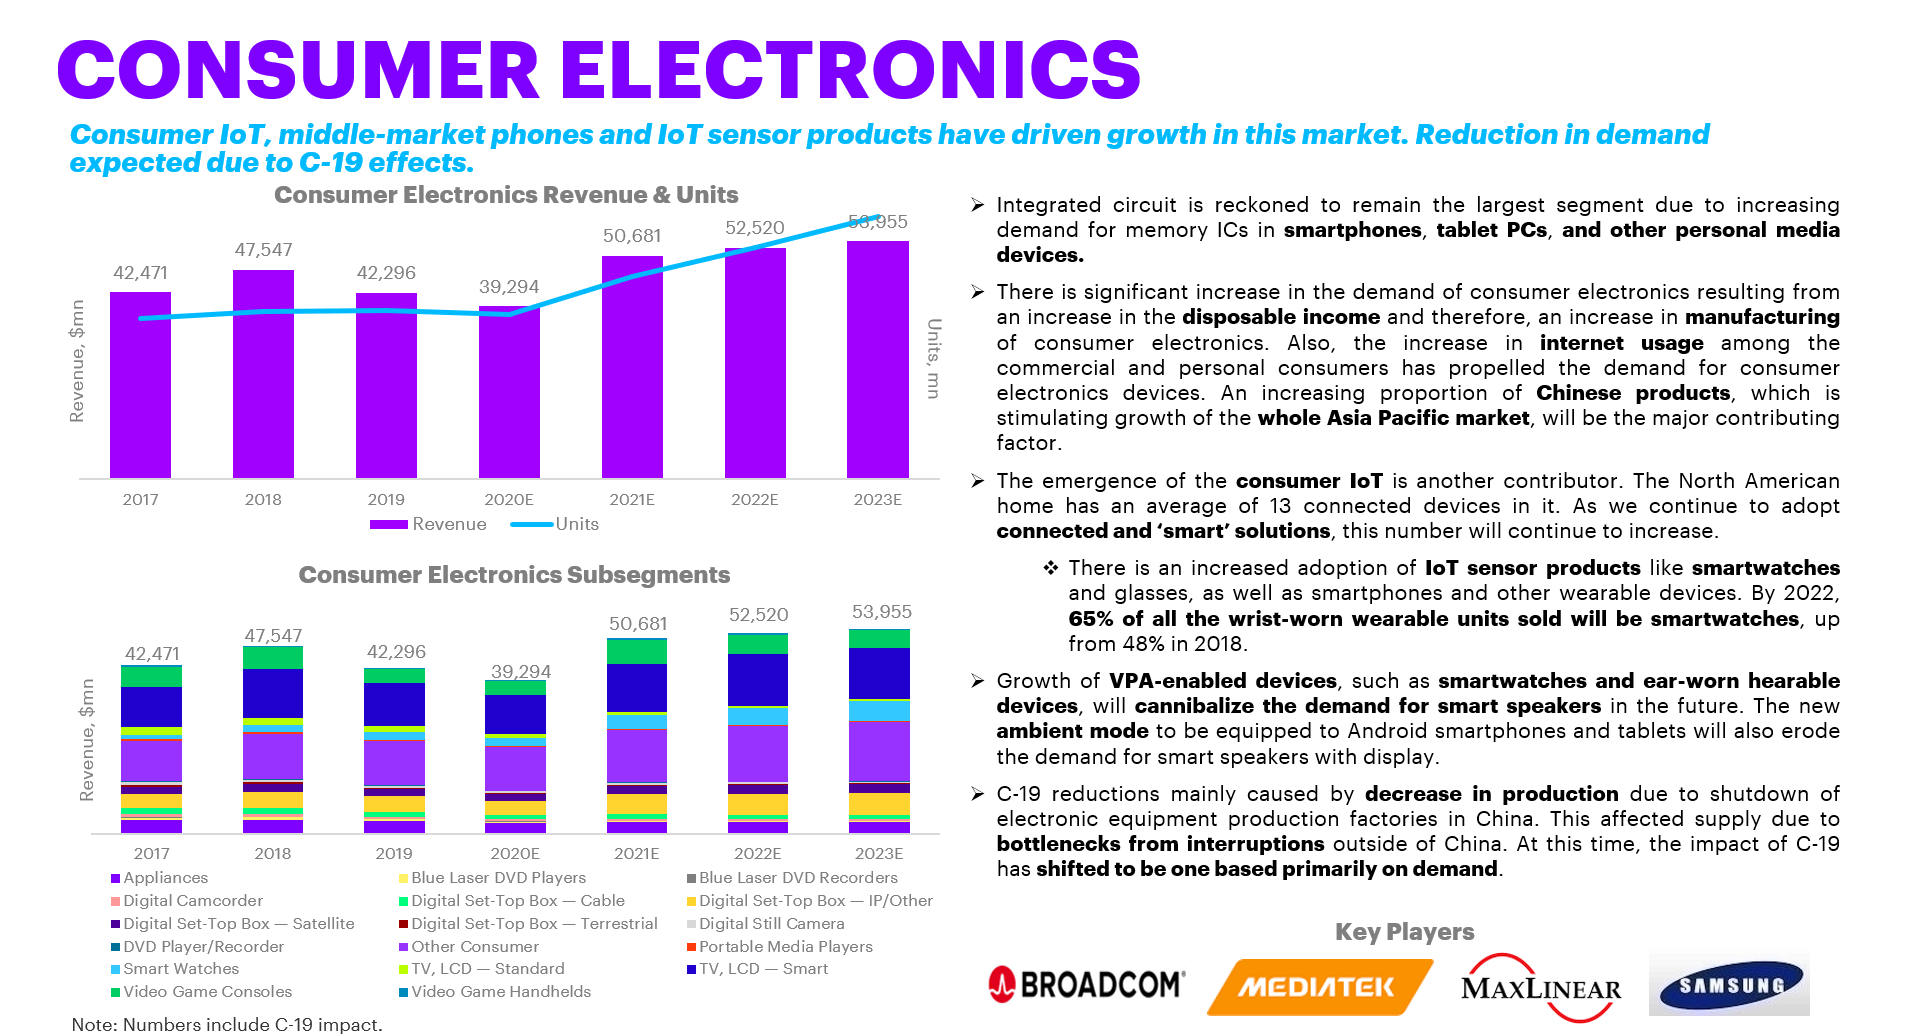 CONSUMER ELECTRONICS
Consumer IoT, middle-market phones and IoT sensor products have driven growth in this market. Reduction in demand
expected due to C-19 effects.
Consumer Electronics Revenue & Units
42,471
47,547
42,296
39,294
50,681
52,520
53,955
Revenue, $mn
Units, mn
2017
2018
2019
2020E
2021E
2022E
2023E
Revenue
Units
Consumer Electronics Subsegments
42,471
47,547
42,296
39,294
50,681
52,520
53,955
Revenue, $mn
2017
2018
2019
2020E
2021E
2022E
2023E
Appliances
Blue Laser DVD Players
Blue Laser DVD Recorders
Digital Camcorder
Digital Set-Top Box — Cable
Digital Set-Top Box — IP/Other
Digital Set-Top Box — Satellite
Digital Set-Top Box — Terrestrial
Digital Still Camera
DVD Player/Recorder
Other Consumer
Portable Media Players
Smart Watches
TV, LCD — Standard
TV, LCD — Smart
Video Game Consoles
Video Game Handhelds
Note: Numbers include C-19 impact.
Integrated circuit is reckoned to remain the largest segment due to increasing
demand for memory ICs in smartphones, tablet PCs, and other personal media
devices.
There is significant increase in the demand of consumer electronics resulting from
an increase in the disposable income and therefore, an increase in manufacturing
of consumer electronics. Also, the increase in internet usage among the
commercial and personal consumers has propelled the demand for consumer
electronics devices. An increasing proportion of Chinese products, which is
stimulating growth of the whole Asia Pacific market, will be the major contributing
factor.
The emergence of the consumer IoT is another contributor. The North American
home has an average of 13 connected devices in it. As we continue to adopt
connected and ‘smart’ solutions, this number will continue to increase.
There is an increased adoption of IoT sensor products like smartwatches
and glasses, as well as smartphones and other wearable devices. By 2022,
65% of all the wrist-worn wearable units sold will be smartwatches, up
from 48% in 2018.
Growth of VPA-enabled devices, such as smartwatches and ear-worn hearable
devices, will cannibalize the demand for smart speakers in the future. The new
ambient mode to be equipped to Android smartphones and tablets will also erode
the demand for smart speakers with display.
C-19 reductions mainly caused by decrease in production due to shutdown of
electronic equipment production factories in China. This affected supply due to
bottlenecks from interruptions outside of China. At this time, the impact of C-19
has shifted to be one based primarily on demand.
Key Players
BROADCOM®
MEDIATEK
MAXLINEAR
SAMSUNG